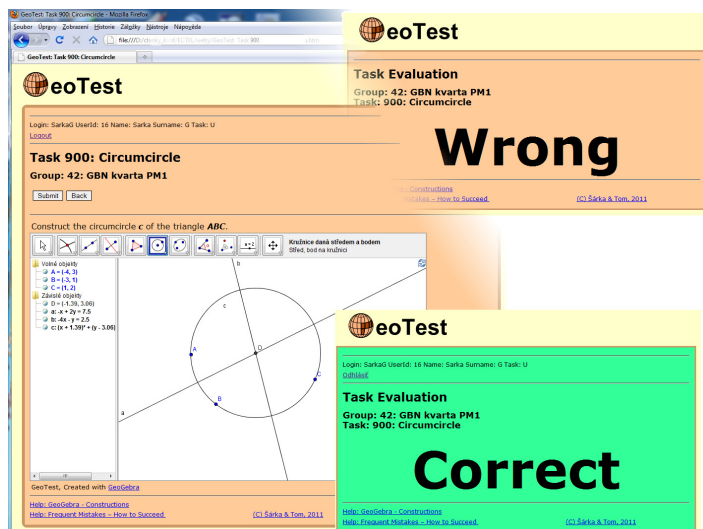 GeoTest: Task 900: Circumcircle - Mozilla Firefox
Soubor Úpravy Zobrazení Historie Záložky Nástroje Nápověda
GeoTest: Task 900: Circumcircle
GeoTest
Login: SarkaG UserId: 16 Name: Sarka Surname: G Task: U
Logout
Task 900: Circumcircle
Group: 42: GBN kvarta PM1
Submit Back
Construct the circumcircle c of the triangle ABC.
a=2
Kružnice daná středem a bodem
Střed, bod na kružnici
Volné objekty
A = (-4, 3)
B = (-3, 1)
C = (1, 2)
Závislé objekty
D = (-1.39, 3.06)
a: -x + 2y = 7.5
b: -4x - y = 2.5
c: (x + 1.39)² + (y - 3.06)
b
c
A
D
C
B
a
GeoTest, Created with GeoGebra
Help: GeoGebra - Constructions
Help: Frequent Mistakes – How to Succeed (C) Šárka & Tom, 2011
GeoTest
Task Evaluation
Group: 42: GBN kvarta PM1
Task: 900: Circumcircle
Wrong
- Constructions
Mistakes – How to Succeed (C) Šárka & Tom, 2011
GeoTest
Login: SarkaG UserId: 16 Name: Sarka Surname: G Task: U
Odhlásiť
Task Evaluation
Group: 42: GBN kvarta PM1
Task: 900: Circumcircle
Correct
Help: GeoGebra - Constructions
Help: Frequent Mistakes – How to Succeed (C) Šárka & Tom, 2011